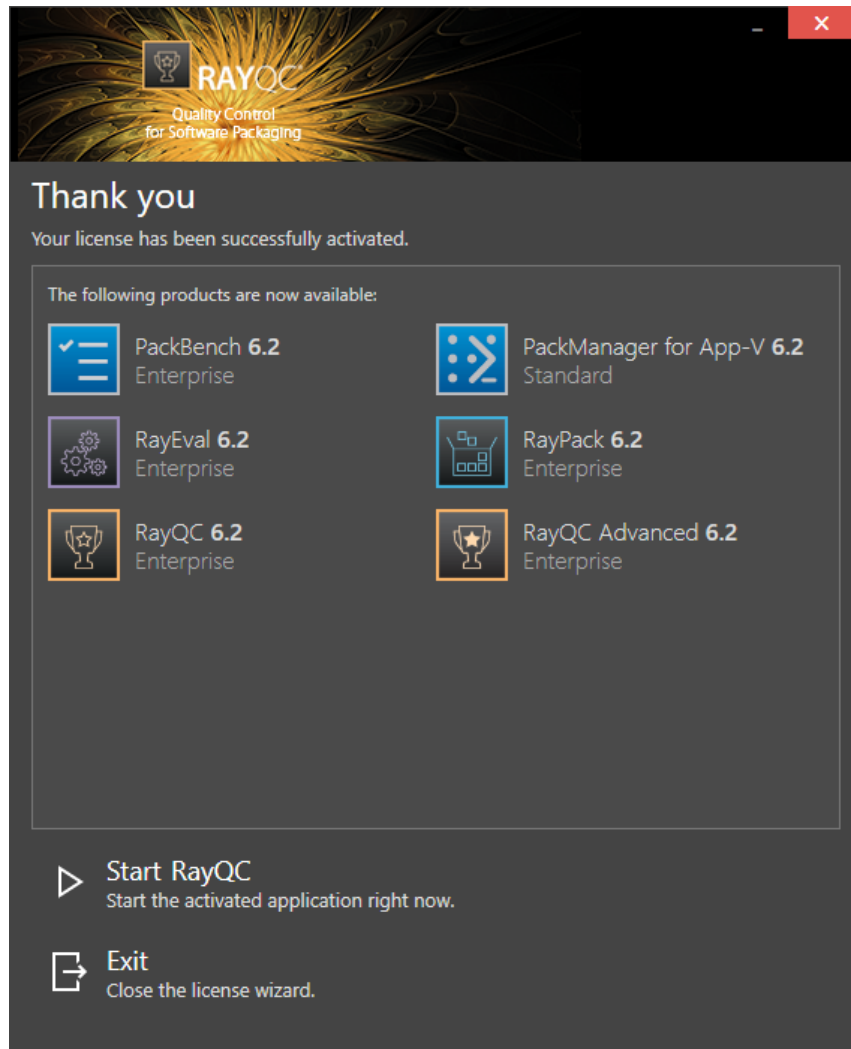 RAYQC
Quality Control
for Software Packaging
Thank you
Your license has been successfully activated.
The following products are now available:
PackBench 6.2
Enterprise
PackManager for App-V 6.2
Standard
RayEval 6.2
Enterprise
RayPack 6.2
Enterprise
RayQC 6.2
Enterprise
RayQC Advanced 6.2
Enterprise
Start RayQC
Start the activated application right now.
Exit
Close the license wizard.